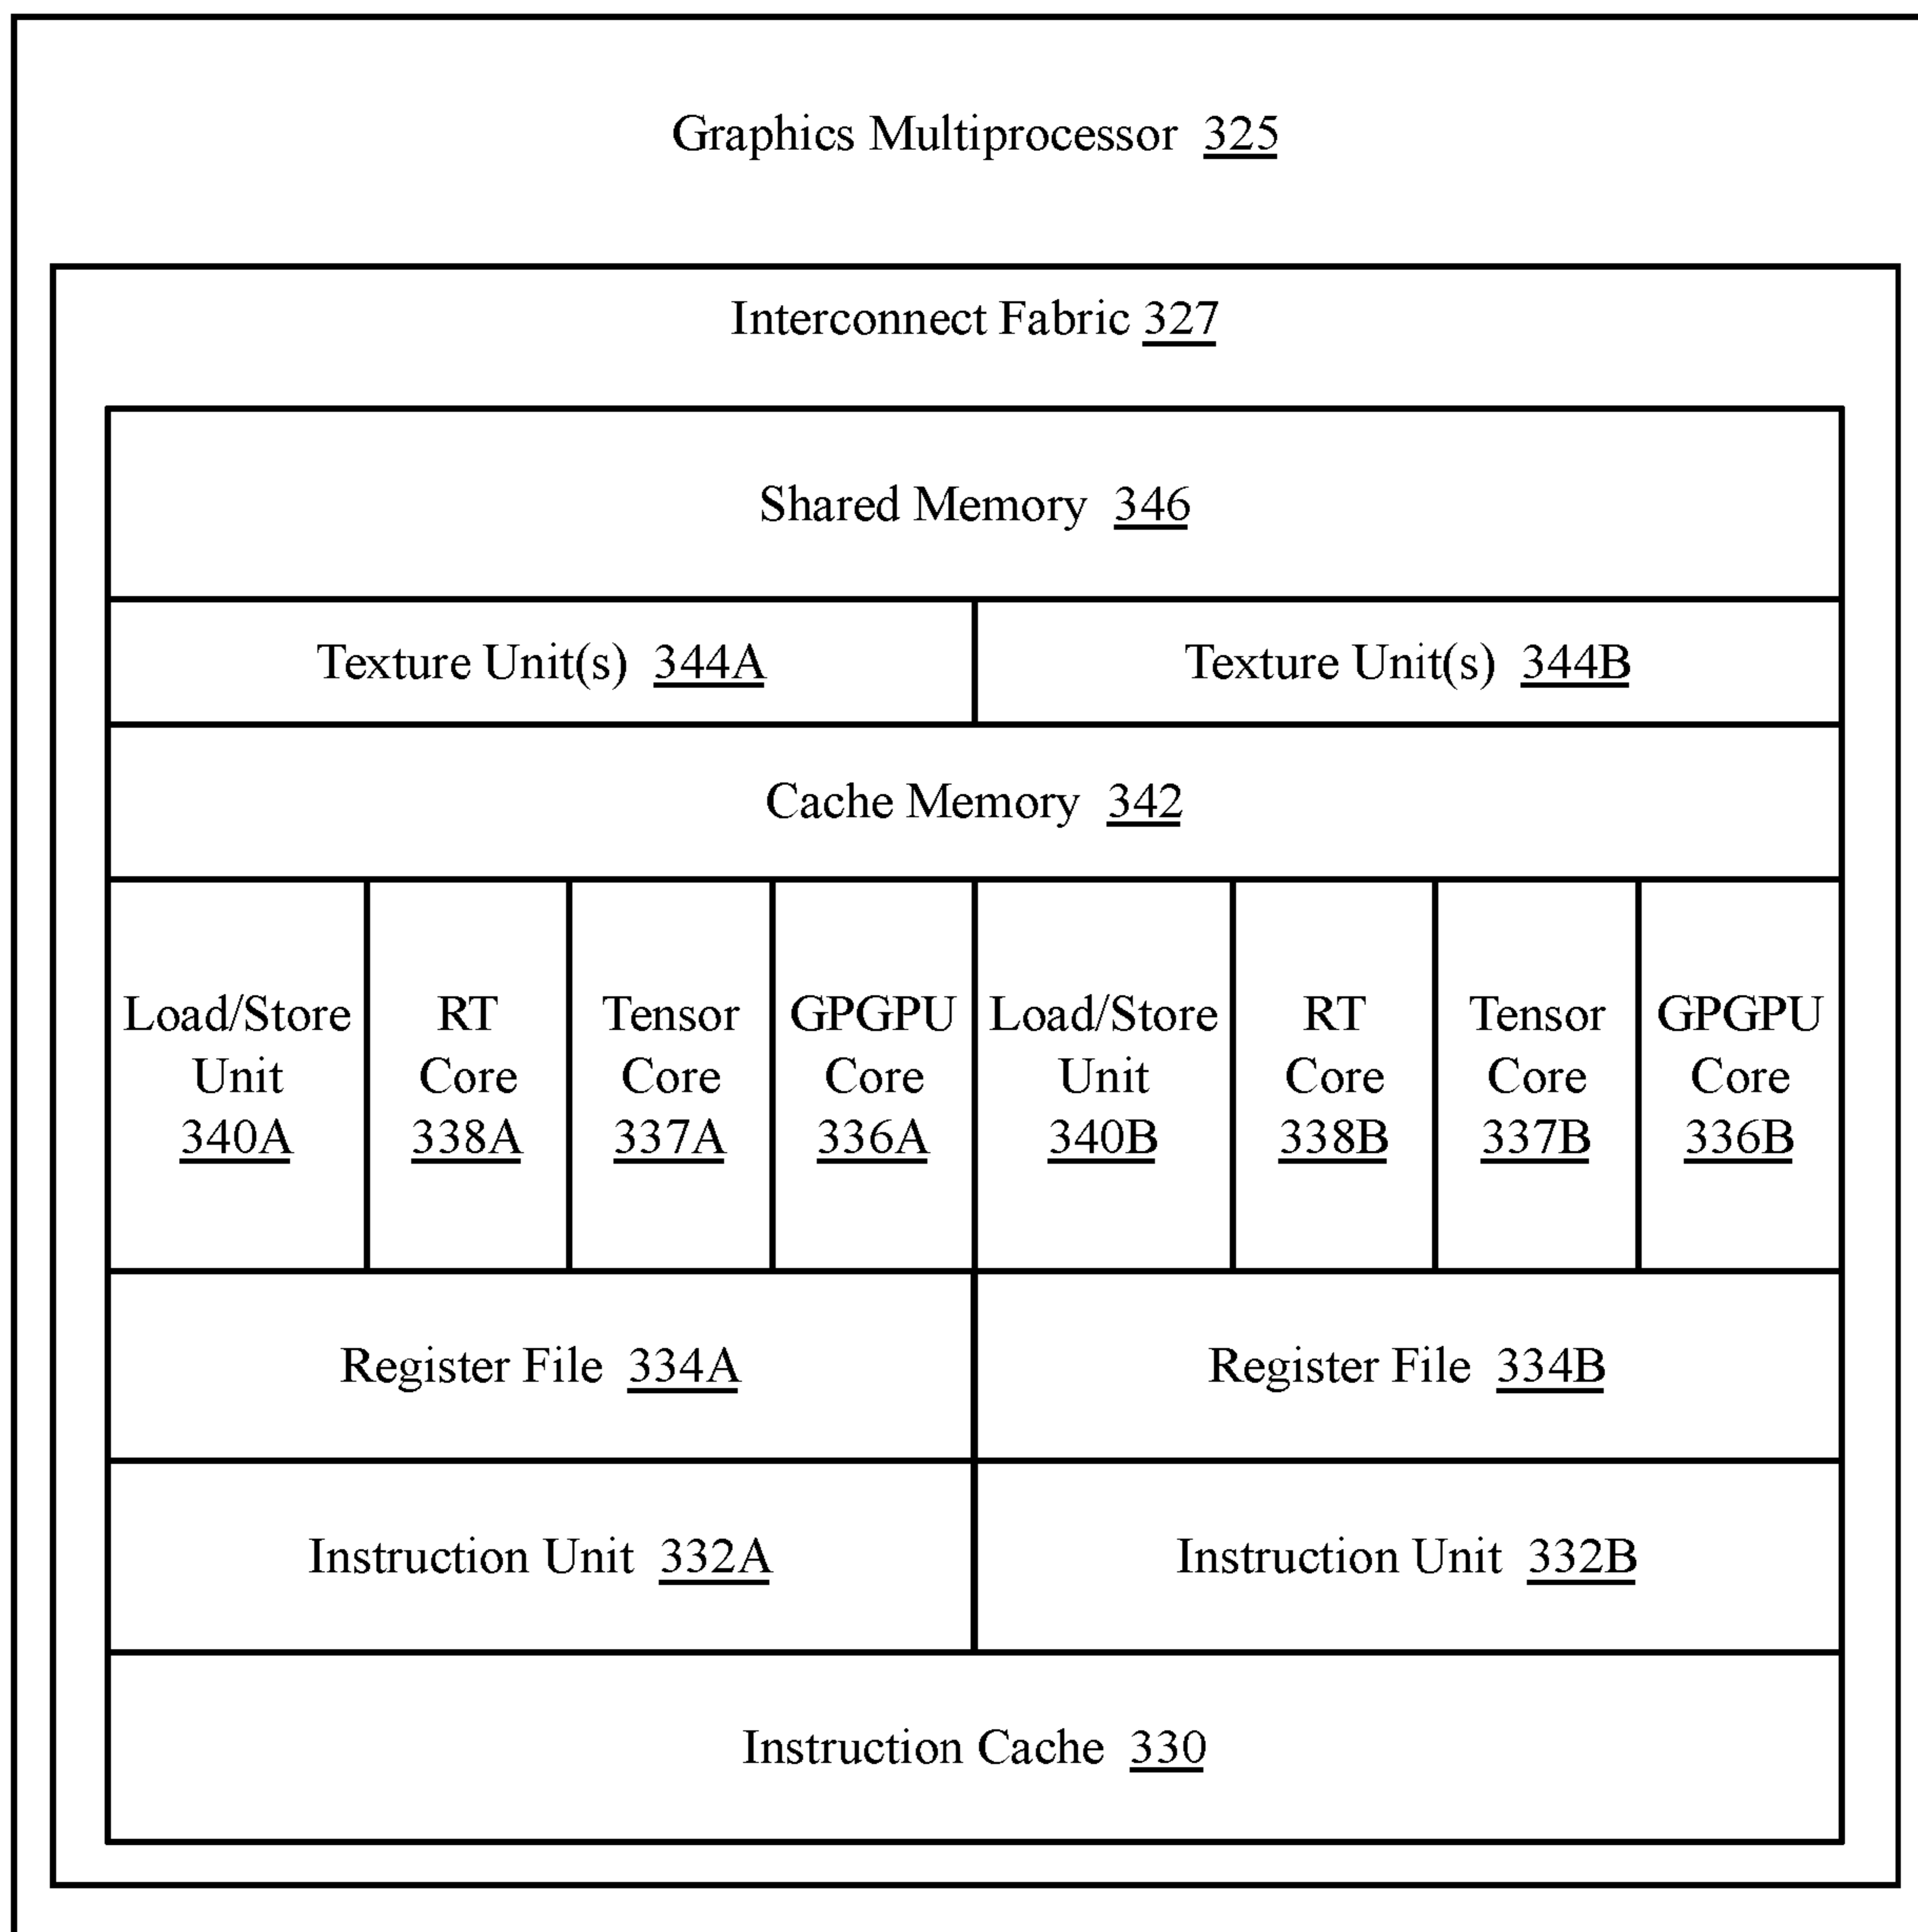 Graphics Multiprocessor 325
Interconnect Fabric 327
Shared Memory 346
Texture Unit(s) 344A
Texture Unit(s) 344B
Cache Memory 342
Load/Store
Unit
340A
RT
Core
338A
Tensor
Core
337A
GPGPU
Core
336A
Load/Store
Unit
340B
RT
Core
338B
Tensor
Core
337B
GPGPU
Core
336B
Register File 334A
Register File 334B
Instruction Unit 332A
Instruction Unit 332B
Instruction Cache 330